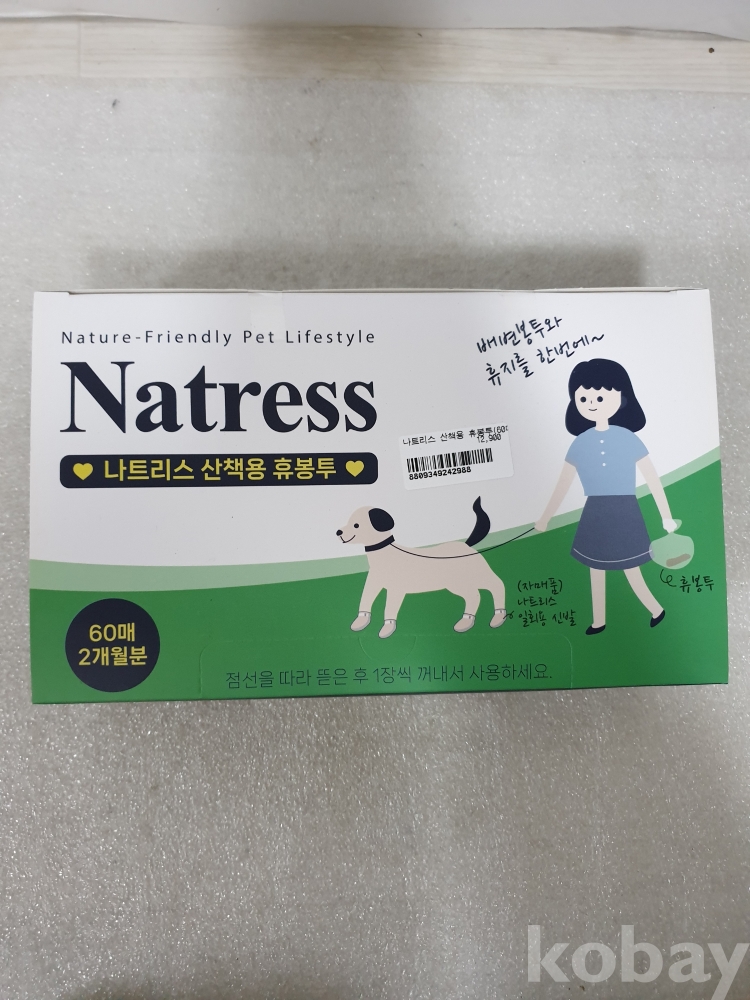 Nature-Friendly Pet Lifestyle
Natress
나트리스 산책용 휴봉투
배변봉투와
휴지를 한번에~
나트리스 산책용 휴봉투(60:
12,900
8809349242988
(자매품)
나트리스
일회용 신발
휴봉투
60매
2개월분
점선을 따라 뜯은 후 1장씩 꺼내서 사용하세요.
kobay